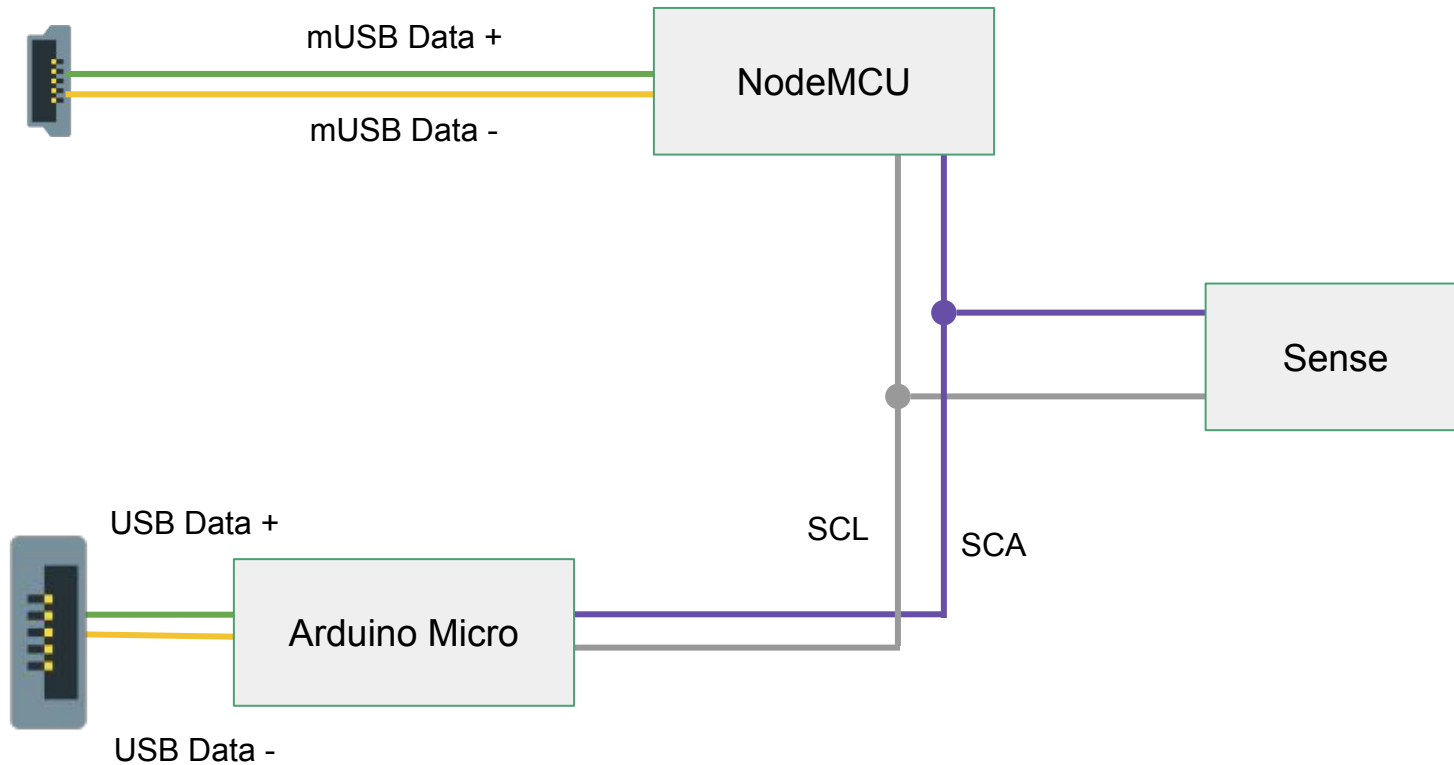 mUSB Data +
NodeMCU
mUSB Data -
Sense
USB Data +
SCL
SCA
Arduino Micro
USB Data -